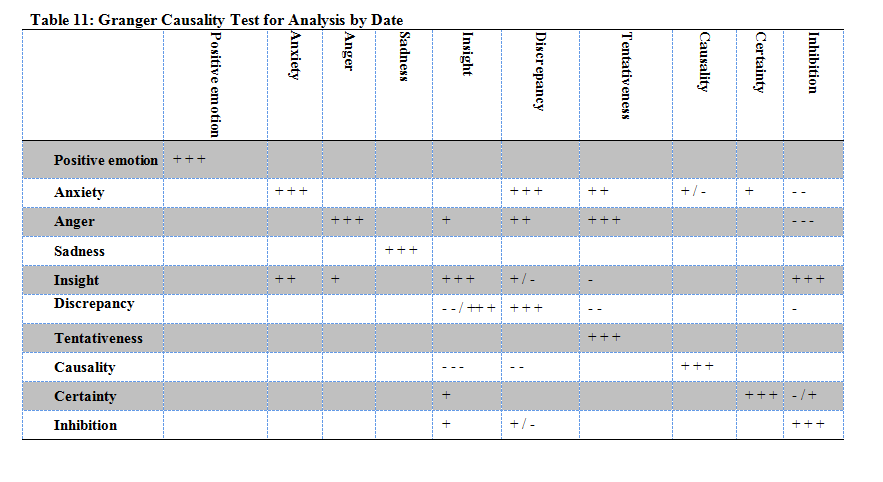 Table 11: Granger Causality Test for Analysis by Date
Positive emotion Anxiety Anger Sadness Insight Discrepancy Tentativeness Causality Certainty Inhibition
Positive emotion +++
Anxiety +++ +++ ++ +/- + --
Anger +++ + ++ +++ ---
Sadness +++
Insight ++ + +++ +/- - +++
Discrepancy --/+++ +++ -- -
Tentativeness +++
Causality --- -- +++
Certainty + +++ -/+
Inhibition + +/- +++